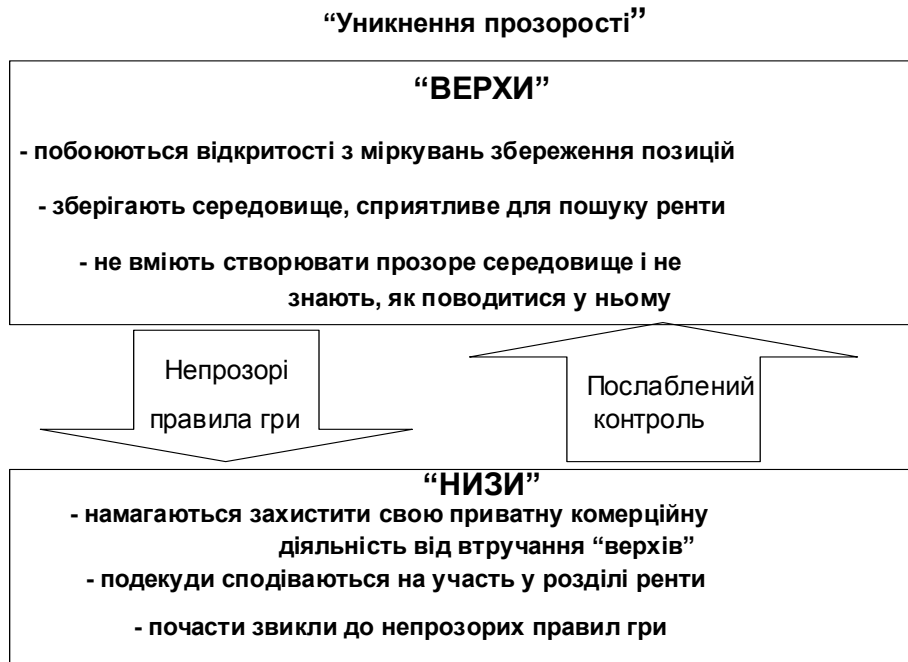 “Уникнення прозорості”
“ВЕРХИ”
- побоюються відкритості з міркувань збереження позицій
- зберігають середовище, сприятливе для пошуку ренти
- не вміють створювати прозоре середовище і не
знають, як поводитися у ньому
Непрозорі
правила гри
Послаблений
контроль
“НИЗИ”
- намагаються захистити свою приватну комерційну
діяльність від втручання “верхів”
- подекуди сподіваються на участь у розділі ренти
- почасти звикли до непрозорих правил гри